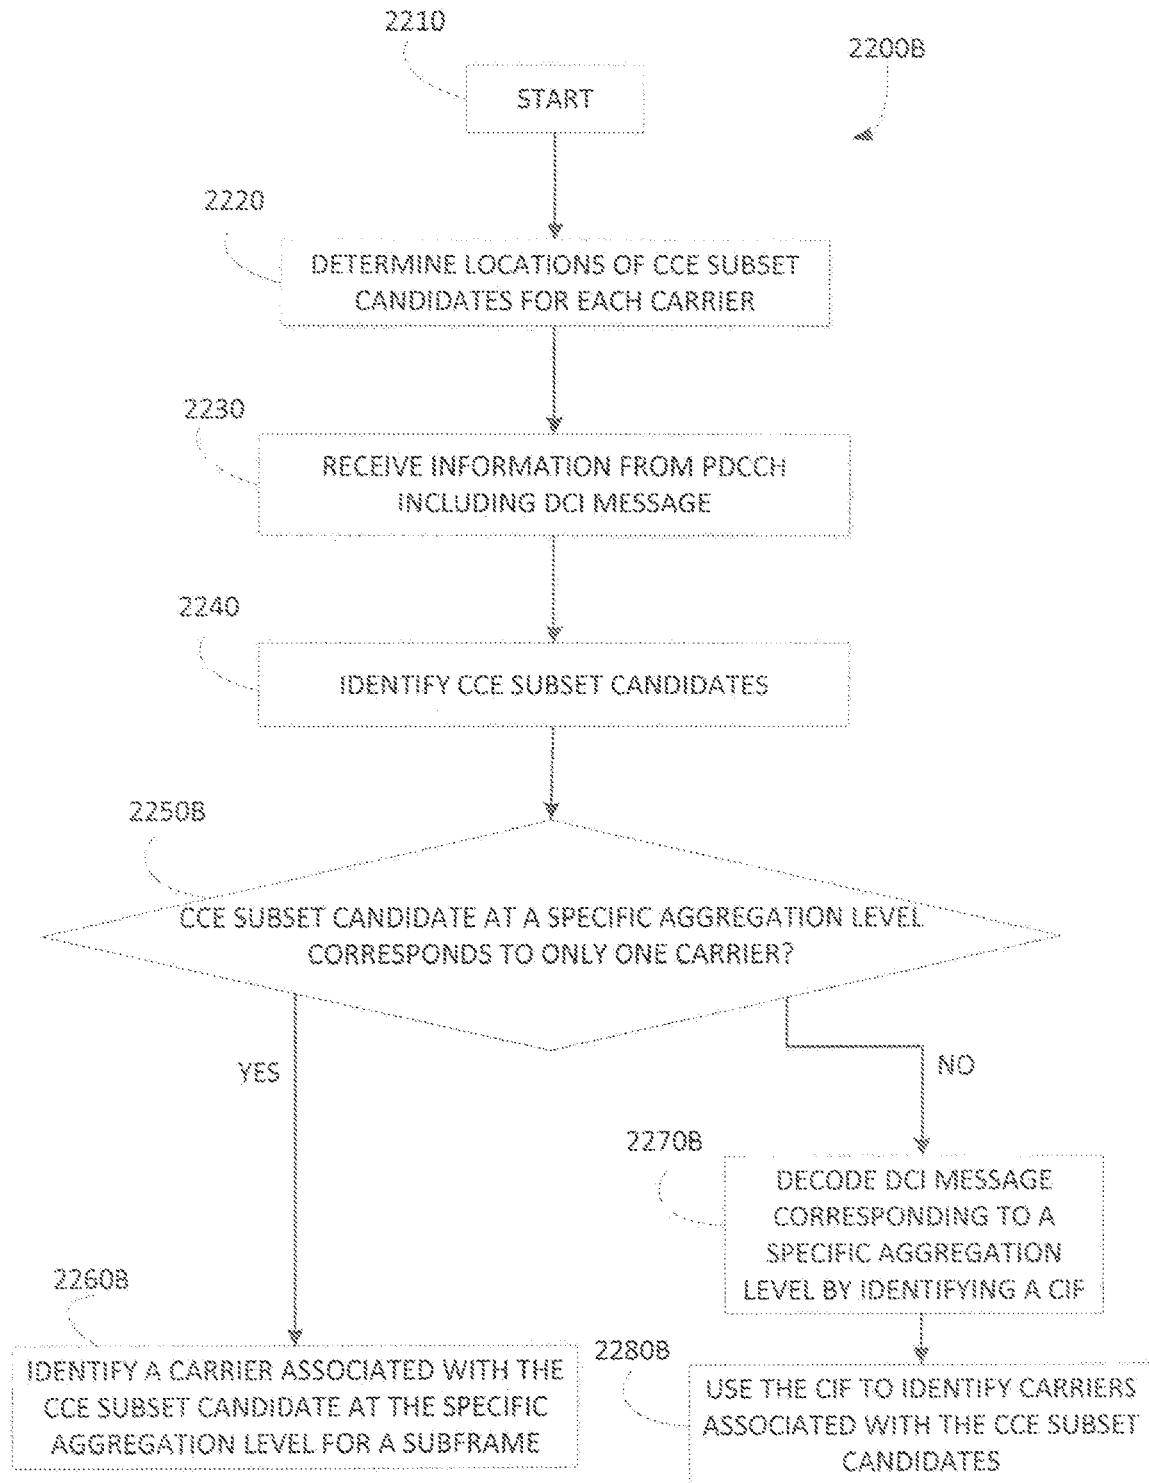 2210
2200B
START
2220
DETERMINE LOCATIONS OF CCE SUBSET
CANDIDATES FOR EACH CARRIER
2230
RECEIVE INFORMATION FROM PDCCH
INCLUDING DCI MESSAGE
2240
IDENTIFY CCE SUBSET CANDIDATES
2250B
CCE SUBSET CANDIDATE AT A SPECIFIC AGGREGATION LEVEL
CORRESPONDS TO ONLY ONE CARRIER?
YES
NO
2270B
DECODE DCI MESSAGE
CORRESPONDING TO A
SPECIFIC AGGREGATION
LEVEL BY IDENTIFYING A CIF
2260B
IDENTIFY A CARRIER ASSOCIATED WITH THE
CCE SUBSET CANDIDATE AT THE SPECIFIC
AGGREGATION LEVEL FOR A SUBFRAME
2280B
USE THE CIF TO IDENTIFY CARRIERS
ASSOCIATED WITH THE CCE SUBSET
CANDIDATES